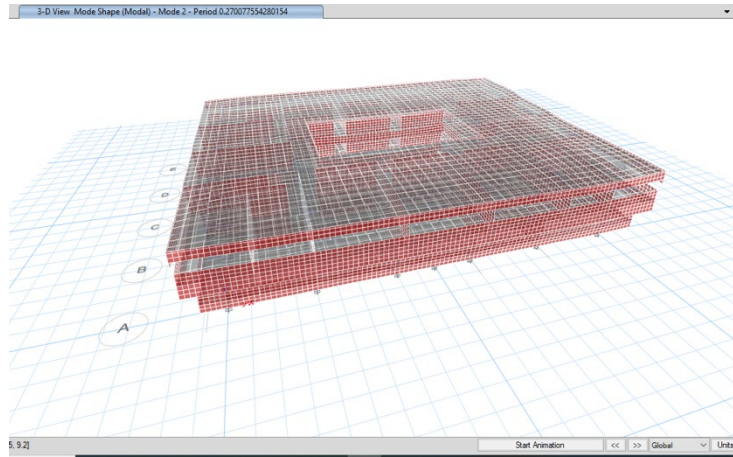 3-D View Mode Shape (Modal) - Mode 2 - Period 0.270077554280154
E
D
C
B
A
5, 9.2]
Start Animation
<< >>
Global
Units